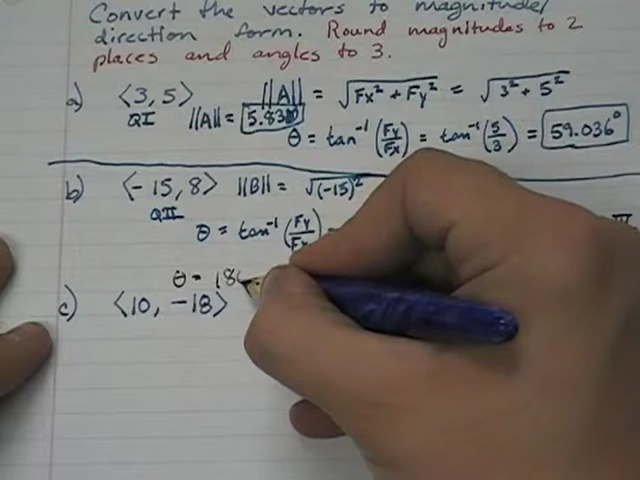 Convert the vectors to magnitude/
direction form. Round magnitudes to 2
places and angles to 3.
a) ⟨3, 5⟩ ||A|| = √Fx² + Fy² = √3² + 5²
QI ||A|| = 5.83
θ = tan⁻¹ (Fy/Fx) = tan⁻¹ (5/3) = 59.036°
b) ⟨-15, 8⟩ ||B|| = √(-15)²
QII
θ = tan⁻¹ (Fy/Fx)
θ = 180
c) ⟨10, -18⟩